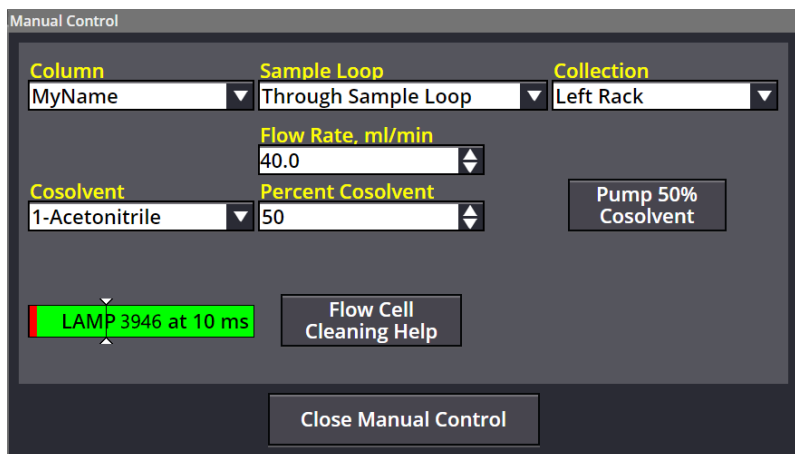 Manual Control
Column
Sample Loop
Collection
MyName
Through Sample Loop
Left Rack
Flow Rate, ml/min
40.0
Cosolvent
Percent Cosolvent
1-Acetonitrile
50
Pump 50%
Cosolvent
LAMP 3946 at 10 ms
Flow Cell
Cleaning Help
Close Manual Control